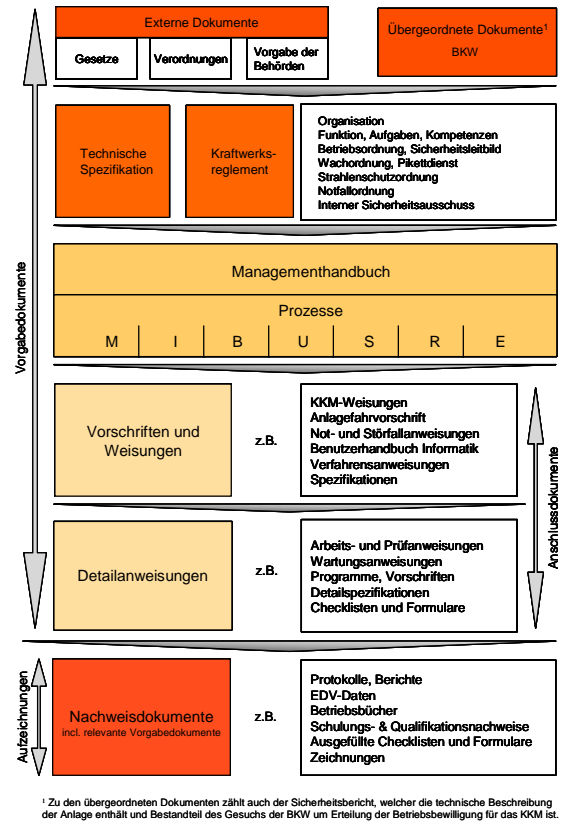 Externe Dokumente
Gesetze
Verordnungen
Vorgabe der
Behörden
Übergeordnete Dokumente¹
BKW
Vorgabedokumente
Technische
Spezifikation
Kraftwerks-
reglement
Organisation
Funktion, Aufgaben, Kompetenzen
Betriebsordnung, Sicherheitsleitbild
Wachordnung, Pikettdienst
Strahlenschutzordnung
Notfallordnung
Interner Sicherheitsausschuss
Managementhandbuch
Prozesse
M I B U S R E
Vorschriften und
Weisungen
z.B.
KKM-Weisungen
Anlagefahrvorschrift
Not- und Störfallanweisungen
Benutzerhandbuch Informatik
Verfahrensanweisungen
Spezifikationen
Anschlussdokumente
Detailanweisungen
z.B.
Arbeits- und Prüfanweisungen
Wartungsanweisungen
Programme, Vorschriften
Detailspezifikationen
Checklisten und Formulare
Aufzeichnungen
Nachweisdokumente
incl. relevante Vorgabedokumente
z.B.
Protokolle, Berichte
EDV-Daten
Betriebsbücher
Schulungs- & Qualifikationsnachweise
Ausgefüllte Checklisten und Formulare
Zeichnungen
¹ Zu den übergeordneten Dokumenten zählt auch der Sicherheitsbericht, welcher die technische Beschreibung
der Anlage enthält und Bestandteil des Gesuchs der BKW um Erteilung der Betriebsbewilligung für das KKM ist.